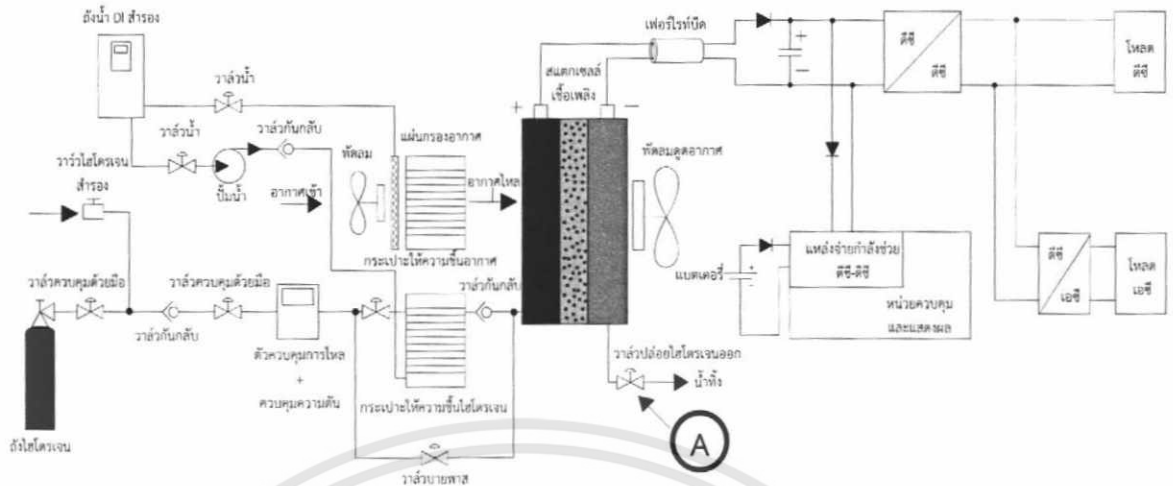 ถังน้ำ DI สำรอง
วาล์วน้ำ
วาล์วน้ำ
วาล์วกันกลับ
ปั๊มน้ำ
วาร์วไฮโดรเจน
สำรอง
พัดลม
แผ่นกรองอากาศ
อากาศเข้า
อากาศไหล
กระเปาะให้ความชื้นอากาศ
วาล์วควบคุมด้วยมือ
วาล์วกันกลับ
วาล์วควบคุมด้วยมือ
ตัวควบคุมการไหล
+
ควบคุมความดัน
วาล์วกันกลับ
กระเปาะให้ความชื้นไฮโดรเจน
ถังไฮโดรเจน
วาล์วบายพาส
เฟอร์ไรท์บีด
สแตกเซลล์
เชื้อเพลิง
+
−
พัดลมดูดอากาศ
วาล์วปล่อยไฮโดรเจนออก
น้ำทิ้ง
A
+
−
ดีซี
ดีซี
โหลด
ดีซี
แบตเตอรี่
+
−
แหล่งจ่ายกำลังช่วย
ดีซี-ดีซี
หน่วยควบคุม
และแสดงผล
ดีซี
เอซี
โหลด
เอซี